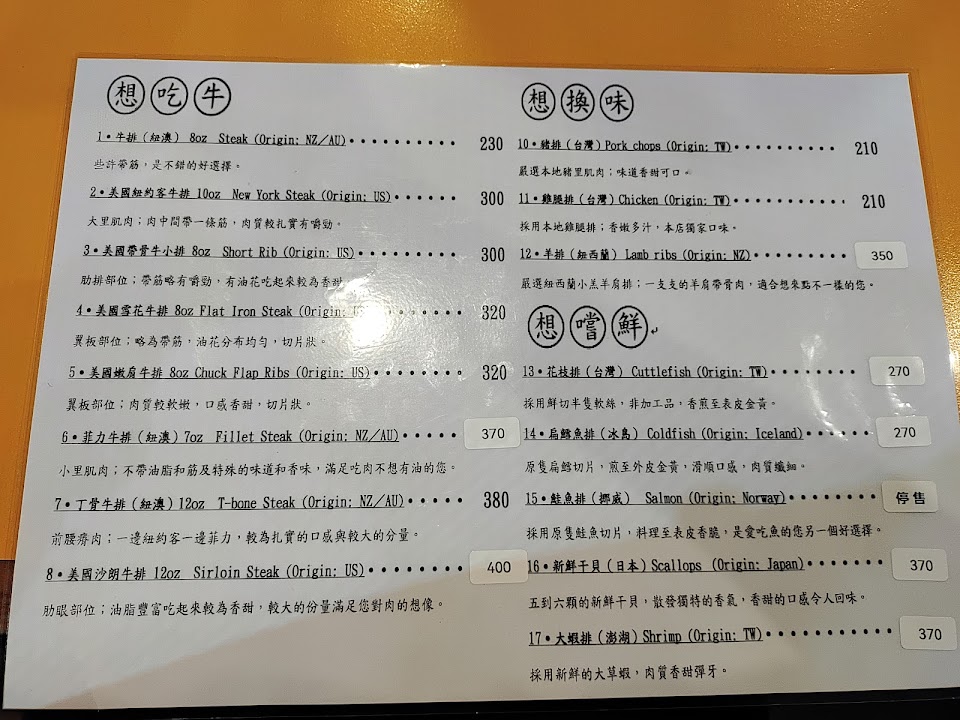 想吃牛
1•牛排(紐澳) 8oz Steak (Origin: NZ/AU)•••••••••• 230
些許帶筋,是不錯的好選擇。
2•美國紐約客牛排 10oz New York Steak (Origin: US)••••••• 300
大里肌肉;肉中間帶一條筋,肉質較扎實有嚼勁。
3•美國帶骨牛小排 8oz Short Rib (Origin: US)•••••••••• 300
肋排部位;帶筋略有嚼勁,有油花吃起來較為香甜
4•美國雪花牛排 8oz Flat Iron Steak (Origin: ••••••• 320
翼板部位;略為帶筋,油花分布均勻,切片狀。
5•美國嫩肩牛排 8oz Chuck Flap Ribs (Origin: US)••••••••• 320
翼板部位;肉質較軟嫩,口感香甜,切片狀。
6•菲力牛排(紐澳) 7oz Fillet Steak (Origin: NZ/AU)••••• 370
小里肌肉;不帶油脂和筋及特殊的味道和香味,滿足吃肉不想有油的您。
7•丁骨牛排(紐澳) 12oz T-bone Steak (Origin: NZ/AU)••••• 380
前腰脊肉;一邊紐約客一邊菲力,較為扎實的口感與較大的分量。
8•美國沙朗牛排 12oz Sirloin Steak (Origin: US)•••••••• 400
肋眼部位;油脂豐富吃起來較為香甜,較大的份量滿足您對肉的想像。
想換味
10•豬排(台灣) Pork chops (Origin: TW)•••••••••• 210
嚴選本地豬里肌肉;味道香甜可口。
11•雞腿排(台灣) Chicken (Origin: TW)••••••••••• 210
採用本地雞腿排;香嫩多汁,本店獨家口味。
12•羊排(紐西蘭) Lamb ribs (Origin: NZ)••••••••• 350
嚴選紐西蘭小羔羊肩排;一支支的羊肩帶骨肉,適合想來點不一樣的您。
想嚐鮮
13•花枝排(台灣) Cuttlefish (Origin: TW)•••••••• 270
採用鮮切半隻軟絲,非加工品,香煎至表皮金黃。
14•扁鱈魚排(冰島) Coldfish (Origin: Iceland)•••••• 270
原隻扁鱈切片,煎至外皮金黃,滑順口感,肉質纖細。
15•鮭魚排(挪威) Salmon (Origin: Norway)•••••••• 停售
採用原隻鮭魚切片,料理至表皮香脆,是愛吃魚的您另一個好選擇。
16•新鮮干貝(日本) Scallops (Origin: Japan)•••••••• 370
五到六顆的新鮮干貝,散發獨特的香氣,香甜的口感令人回味。
17•大蝦排(澎湖) Shrimp (Origin: TW)••••••••••• 370
採用新鮮的大草蝦,肉質香甜彈牙。